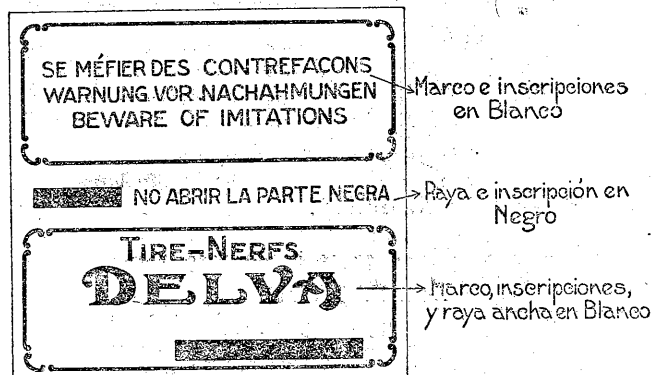 SE MÉFIER DES CONTREFAÇONS
WARNUNG VOR NACHAHMUNGEN
BEWARE OF IMITATIONS
Marco e inscripciones
en Blanco
NO ABRIR LA PARTE NEGRA
Raya e inscripción en
Negro
TIRE-NERFS
DELVA
Marco, inscripciones,
y raya ancha en Blanco